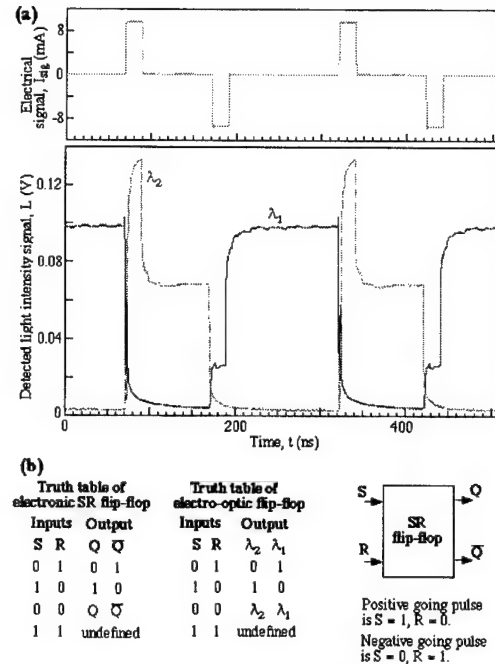 (a)
Electrical
signal, I_sig (mA)
8
0
-8
Detected light intensity signal, L (V)
0.12
0.08
0.04
0
λ2
λ1
0
200
400
Time, t (ns)
(b)
Truth table of
electronic SR flip-flop
Inputs Output
S R Q Q̅
0 1 0 1
1 0 1 0
0 0 Q Q̅
1 1 undefined
Truth table of
electro-optic flip-flop
Inputs Output
S R λ2 λ1
0 1 0 1
1 0 1 0
0 0 λ2 λ1
1 1 undefined
S
R
SR
flip-flop
Q
Q̅
Positive going pulse
is S = 1, R = 0.
Negative going pulse
is S = 0, R = 1.